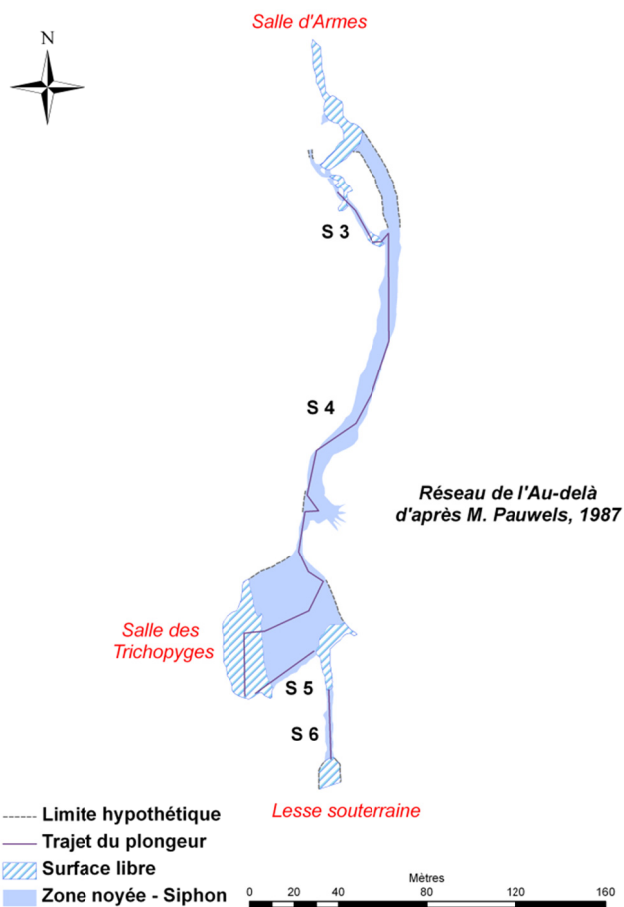 Salle d'Armes
N
S 3
S 4
Réseau de l'Au-delà
d'après M. Pauwels, 1987
Salle des
Trichopyges
S 5
S 6
Lesse souterraine
Limite hypothétique
Trajet du plongeur
Surface libre
Zone noyée - Siphon
Mètres
0 20 40 80 120 160